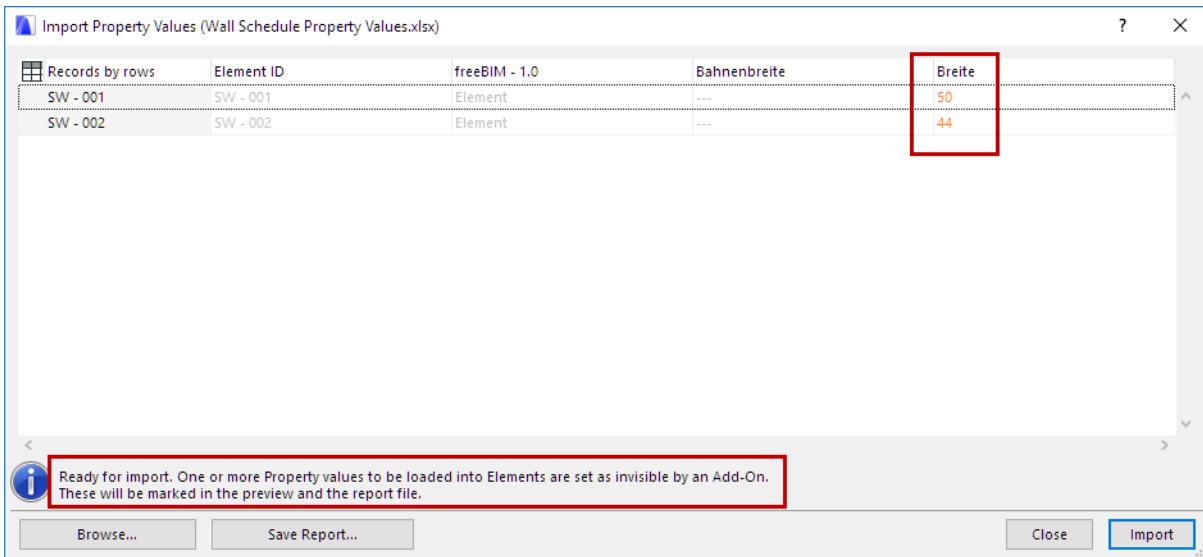 Import Property Values (Wall Schedule Property Values.xlsx) ?
Records by rows Element ID freeBIM - 1.0 Bahnenbreite Breite
SW - 001 SW - 001 Element --- 50
SW - 002 SW - 002 Element --- 44
Ready for import. One or more Property values to be loaded into Elements are set as invisible by an Add-On.
These will be marked in the preview and the report file.
Browse... Save Report... Close Import